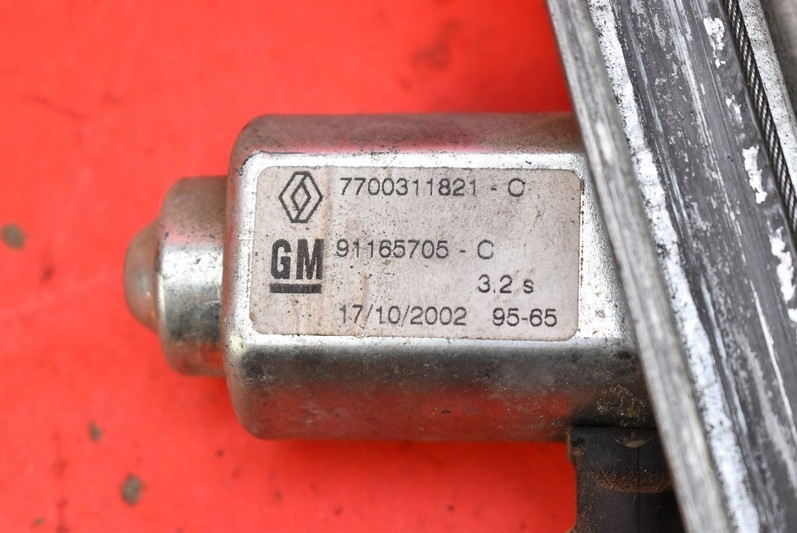 7700311821 - C
GM
91165705 - C
3.2 s
17/10/2002 95-65